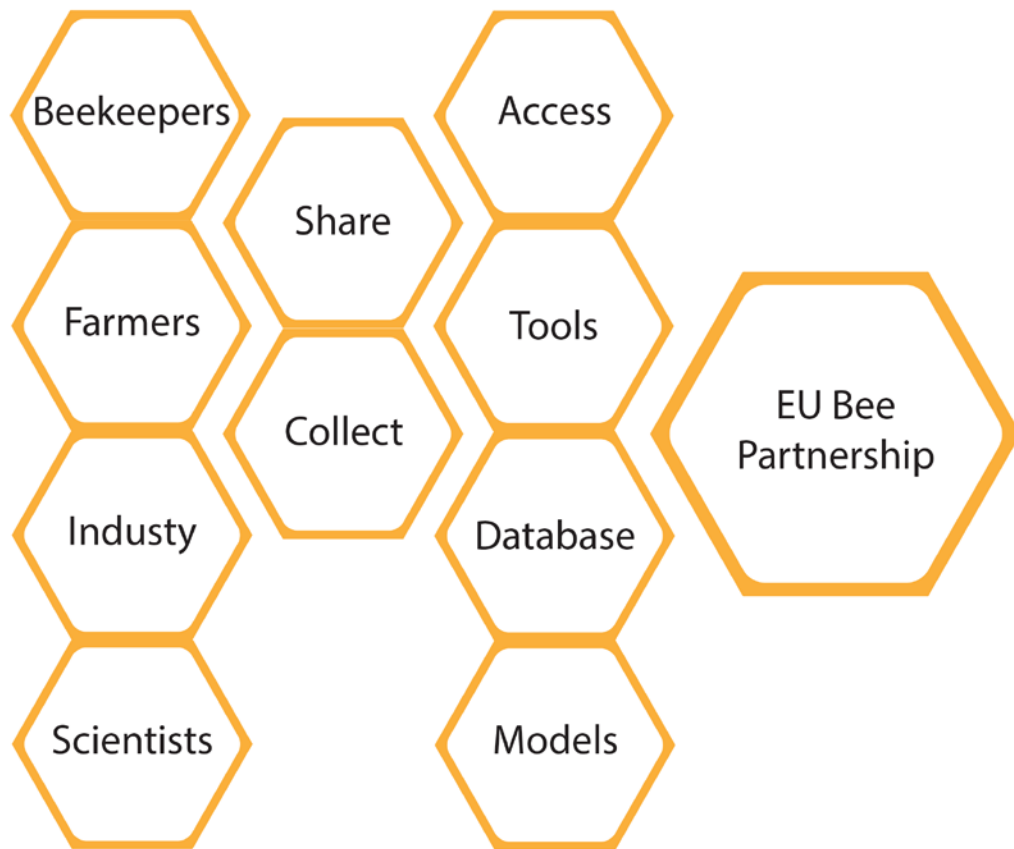 Beekeepers
Farmers
Industy
Scientists
Share
Collect
Access
Tools
Database
Models
EU Bee
Partnership